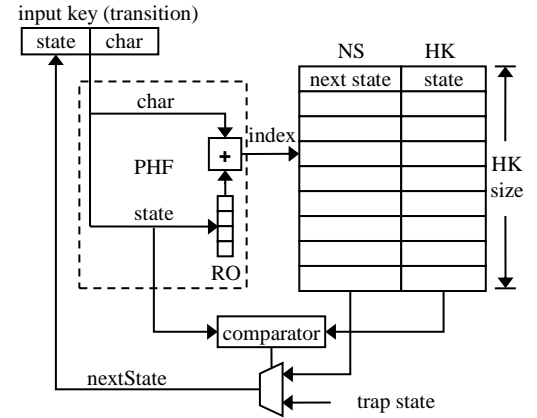 input key (transition)
state char
NS HK
next state state
char
index
+
PHF
HK
size
state
RO
comparator
nextState
trap state